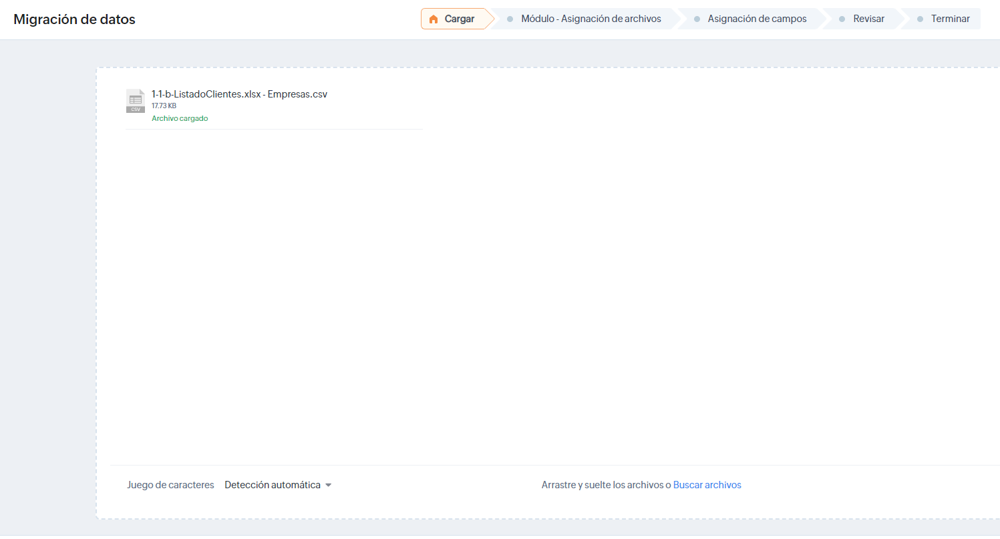 Migración de datos
Cargar
Módulo - Asignación de archivos
Asignación de campos
Revisar
Terminar
1-1-b-ListadoClientes.xlsx - Empresas.csv
17.73 KB
CSV
Archivo cargado
Juego de caracteres Detección automática
Arrastre y suelte los archivos o Buscar archivos